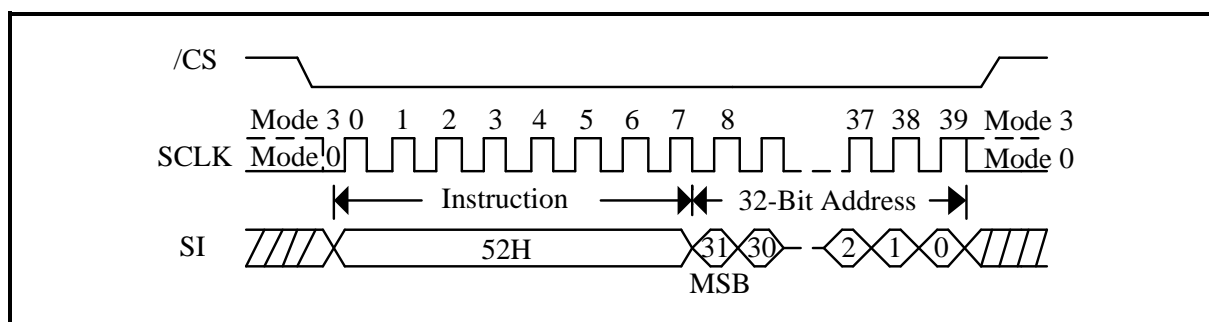 /CS
Mode 3 0 1 2 3 4 5 6 7 8 37 38 39 Mode 3
SCLK Mode 0 Mode 0
Instruction 32-Bit Address
SI 52H 31 30 2 1 0
MSB